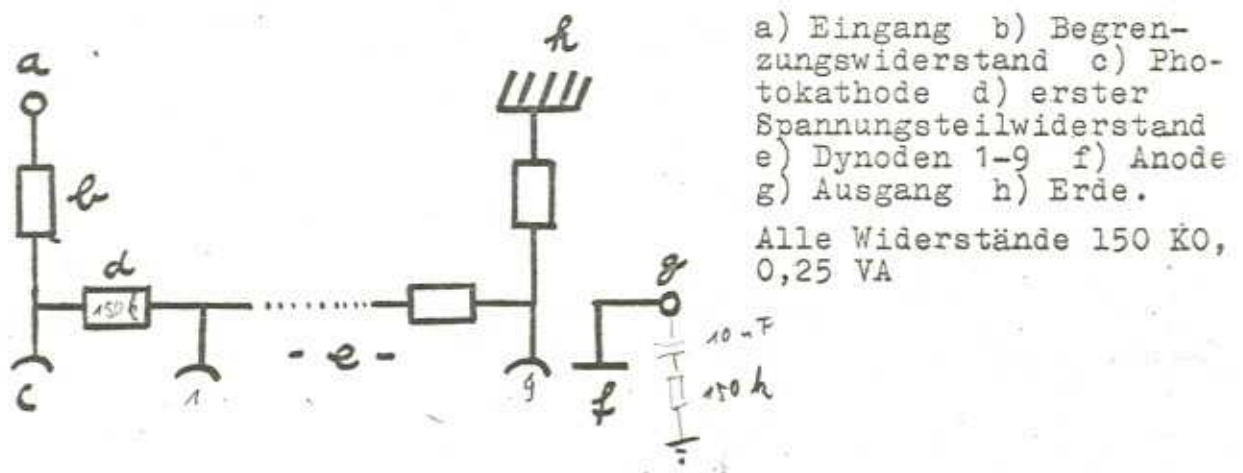 a) Eingang b) Begren-
zungswiderstand c) Pho-
tokathode d) erster
Spannungsteilwiderstand
e) Dynoden 1-9 f) Anode
g) Ausgang h) Erde.
Alle Widerstände 150 KO,
0,25 VA
h
a
b
d
150k
g
10 nF
- e -
150 k
c
1
9
f